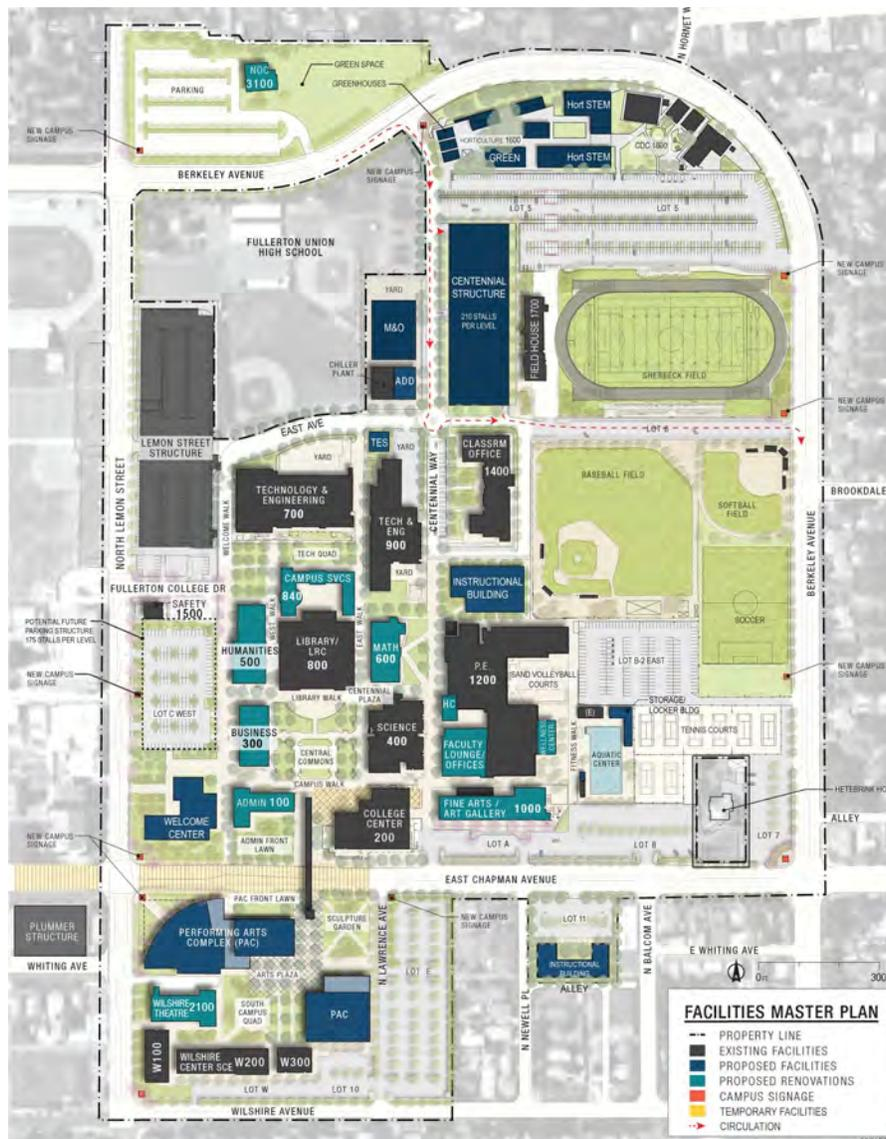 N HORNET W
NOC
3100
GREEN SPACE
GREENHOUSES
PARKING
NEW CAMPUS
SIGNAGE
Hort STEM
HORTICULTURE 1600
CDC 1800
GREEN
Hort STEM
BERKELEY AVENUE
NEW CAMPUS
SIGNAGE
LOT 5
LOT 5
FULLERTON UNION
HIGH SCHOOL
CENTENNIAL
STRUCTURE
210 STALLS
PER LEVEL
NEW CAMPUS
SIGNAGE
YARD
M&O
FIELD HOUSE 1700
CHILLER
PLANT
ADD
SHERBECK FIELD
NEW CAMPUS
SIGNAGE
EAST AVE
LOT 6
LEMON STREET
STRUCTURE
TES
YARD
CLASSRM
OFFICE
1400
YARD
NORTH LEMON STREET
WELCOME WALK
TECHNOLOGY &
ENGINEERING
700
CENTENNIAL WAY
BASEBALL FIELD
BROOKDALE
SOFTBALL
FIELD
TECH &
ENG
900
BERKELEY AVENUE
TECH QUAD
YARD
FULLERTON COLLEGE DR
CAMPUS SVCS
840
INSTRUCTIONAL
BUILDING
SAFETY
1500
WEST WALK
EAST WALK
SOCCER
POTENTIAL FUTURE
PARKING STRUCTURE
175 STALLS PER LEVEL
HUMANITIES
500
LIBRARY/
LRC
800
MATH
600
P.E.
1200
LOT B-2 EAST
NEW CAMPUS
SIGNAGE
SAND VOLLEYBALL
COURTS
NEW CAMPUS
SIGNAGE
LIBRARY WALK
CENTENNIAL
PLAZA
LOT C WEST
HC
(E)
STORAGE/
LOCKER BLDG
BUSINESS
300
SCIENCE
400
TENNIS COURTS
FACULTY
LOUNGE/
OFFICES
WELLNESS
CENTER
FITNESS WALK
AQUATIC
CENTER
CENTRAL
COMMONS
CAMPUS WALK
HETEBRINK HO
ADMIN 100
FINE ARTS /
ART GALLERY
1000
WELCOME
CENTER
COLLEGE
CENTER
200
ALLEY
NEW CAMPUS
SIGNAGE
ADMIN FRONT
LAWN
LOT A
LOT 8
LOT 7
EAST CHAPMAN AVENUE
PAC FRONT LAWN
NEW CAMPUS
SIGNAGE
PLUMMER
STRUCTURE
PERFORMING ARTS
COMPLEX (PAC)
SCULPTURE
GARDEN
N LAWRENCE AVE
LOT 11
N BALCOM AVE
E WHITING AVE
WHITING AVE
ARTS PLAZA
LOT E
INSTRUCTIONAL
BUILDING
ALLEY
0 FT
300
WILSHIRE
THEATRE
2100
SOUTH
CAMPUS
QUAD
PAC
N NEWELL PL
W100
WILSHIRE
CENTER SCE
W200
W300
LOT W
LOT 10
WILSHIRE AVENUE
FACILITIES MASTER PLAN
PROPERTY LINE
EXISTING FACILITIES
PROPOSED FACILITIES
PROPOSED RENOVATIONS
CAMPUS SIGNAGE
TEMPORARY FACILITIES
CIRCULATION